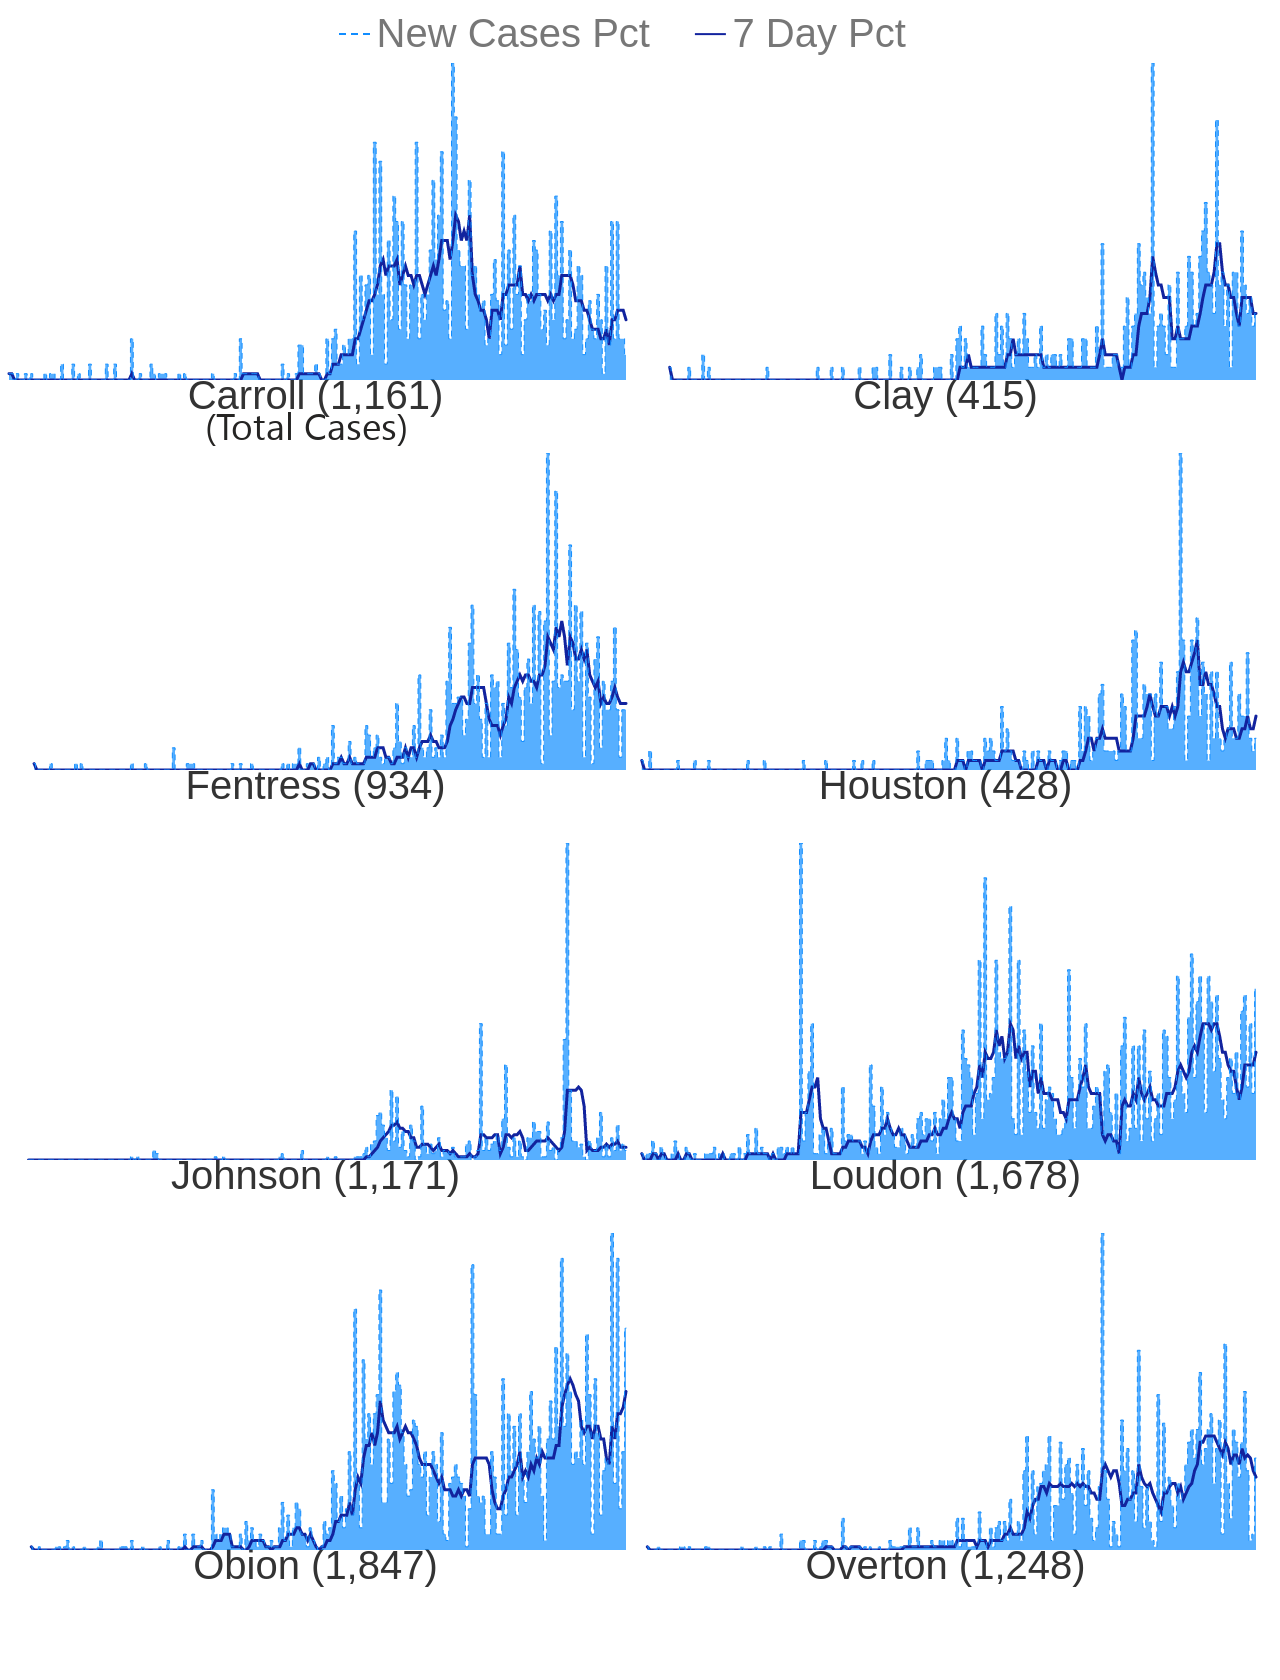 New Cases Pct 7 Day Pct
Carroll (1,161) Clay (415)
(Total Cases)
Fentress (934) Houston (428)
Johnson (1,171) Loudon (1,678)
Obion (1,847) Overton (1,248)